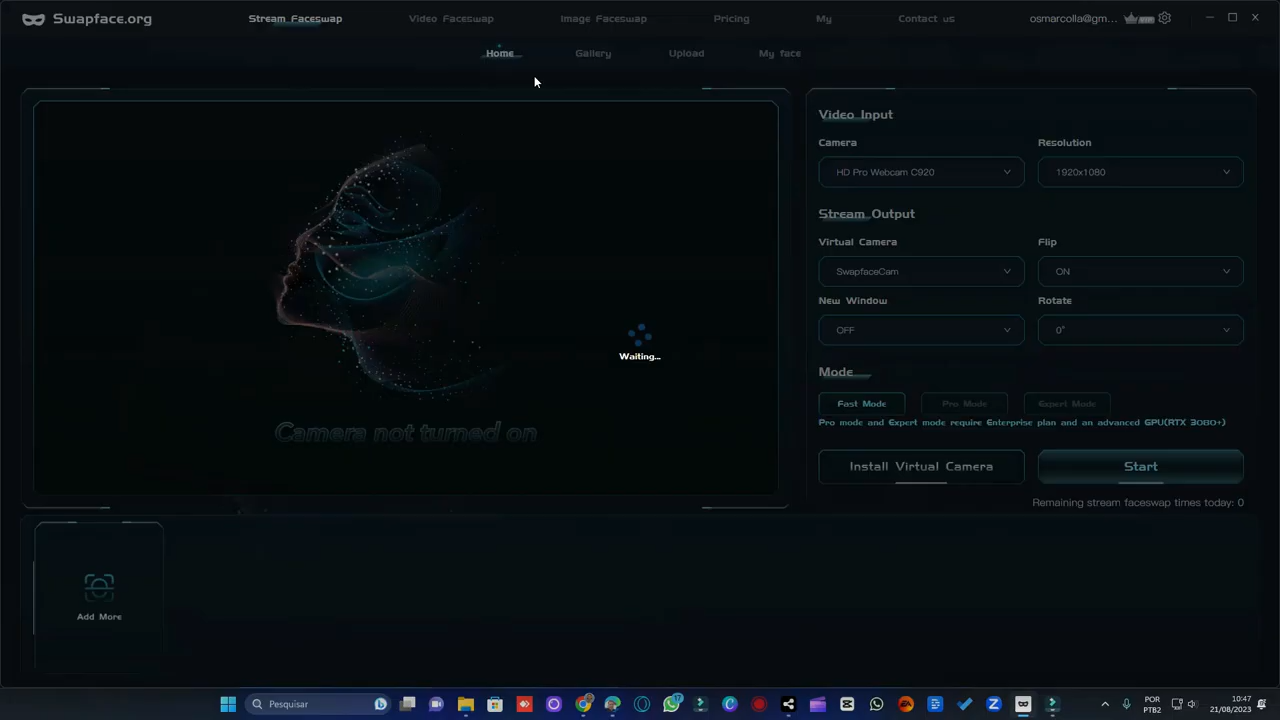 Swapface.org
Stream Faceswap
Video Faceswap
Image Faceswap
Pricing
My
Contact us
osmarcolla@gm...
Home
Gallery
Upload
My face
Video Input
Camera
Resolution
HD Pro Webcam C920
1920x1080
Stream Output
Virtual Camera
Flip
SwapfaceCam
ON
New Window
Rotate
OFF
0°
Waiting...
Mode
Fast Mode
Pro Mode
Expert Mode
Pro mode and Expert mode require Enterprise plan and an advanced GPU(RTX 3080+)
Camera not turned on
Install Virtual Camera
Start
Remaining stream faceswap times today: 0
Add More
Pesquisar
17
POR
PTB2
10:47
21/08/2023